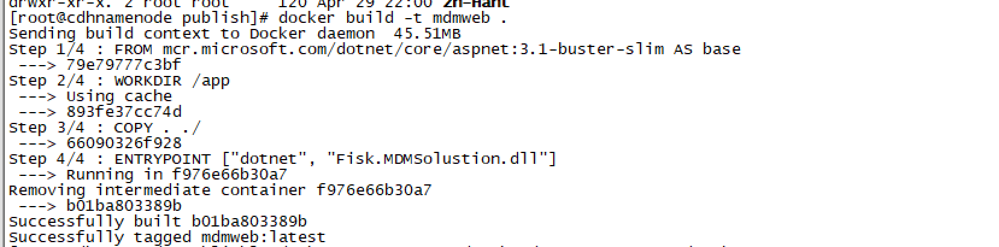 drwxr-xr-x. 2 root root 120 Apr 29 22:00 zh-Hant
[root@cdhnamenode publish]# docker build -t mdmweb .
Sending build context to Docker daemon  45.51MB
Step 1/4 : FROM mcr.microsoft.com/dotnet/core/aspnet:3.1-buster-slim AS base
 ---> 79e79777c3bf
Step 2/4 : WORKDIR /app
 ---> Using cache
 ---> 893fe37cc74d
Step 3/4 : COPY . ./
 ---> 66090326f928
Step 4/4 : ENTRYPOINT ["dotnet", "Fisk.MDMSolustion.dll"]
 ---> Running in f976e66b30a7
Removing intermediate container f976e66b30a7
 ---> b01ba803389b
Successfully built b01ba803389b
Successfully tagged mdmweb:latest